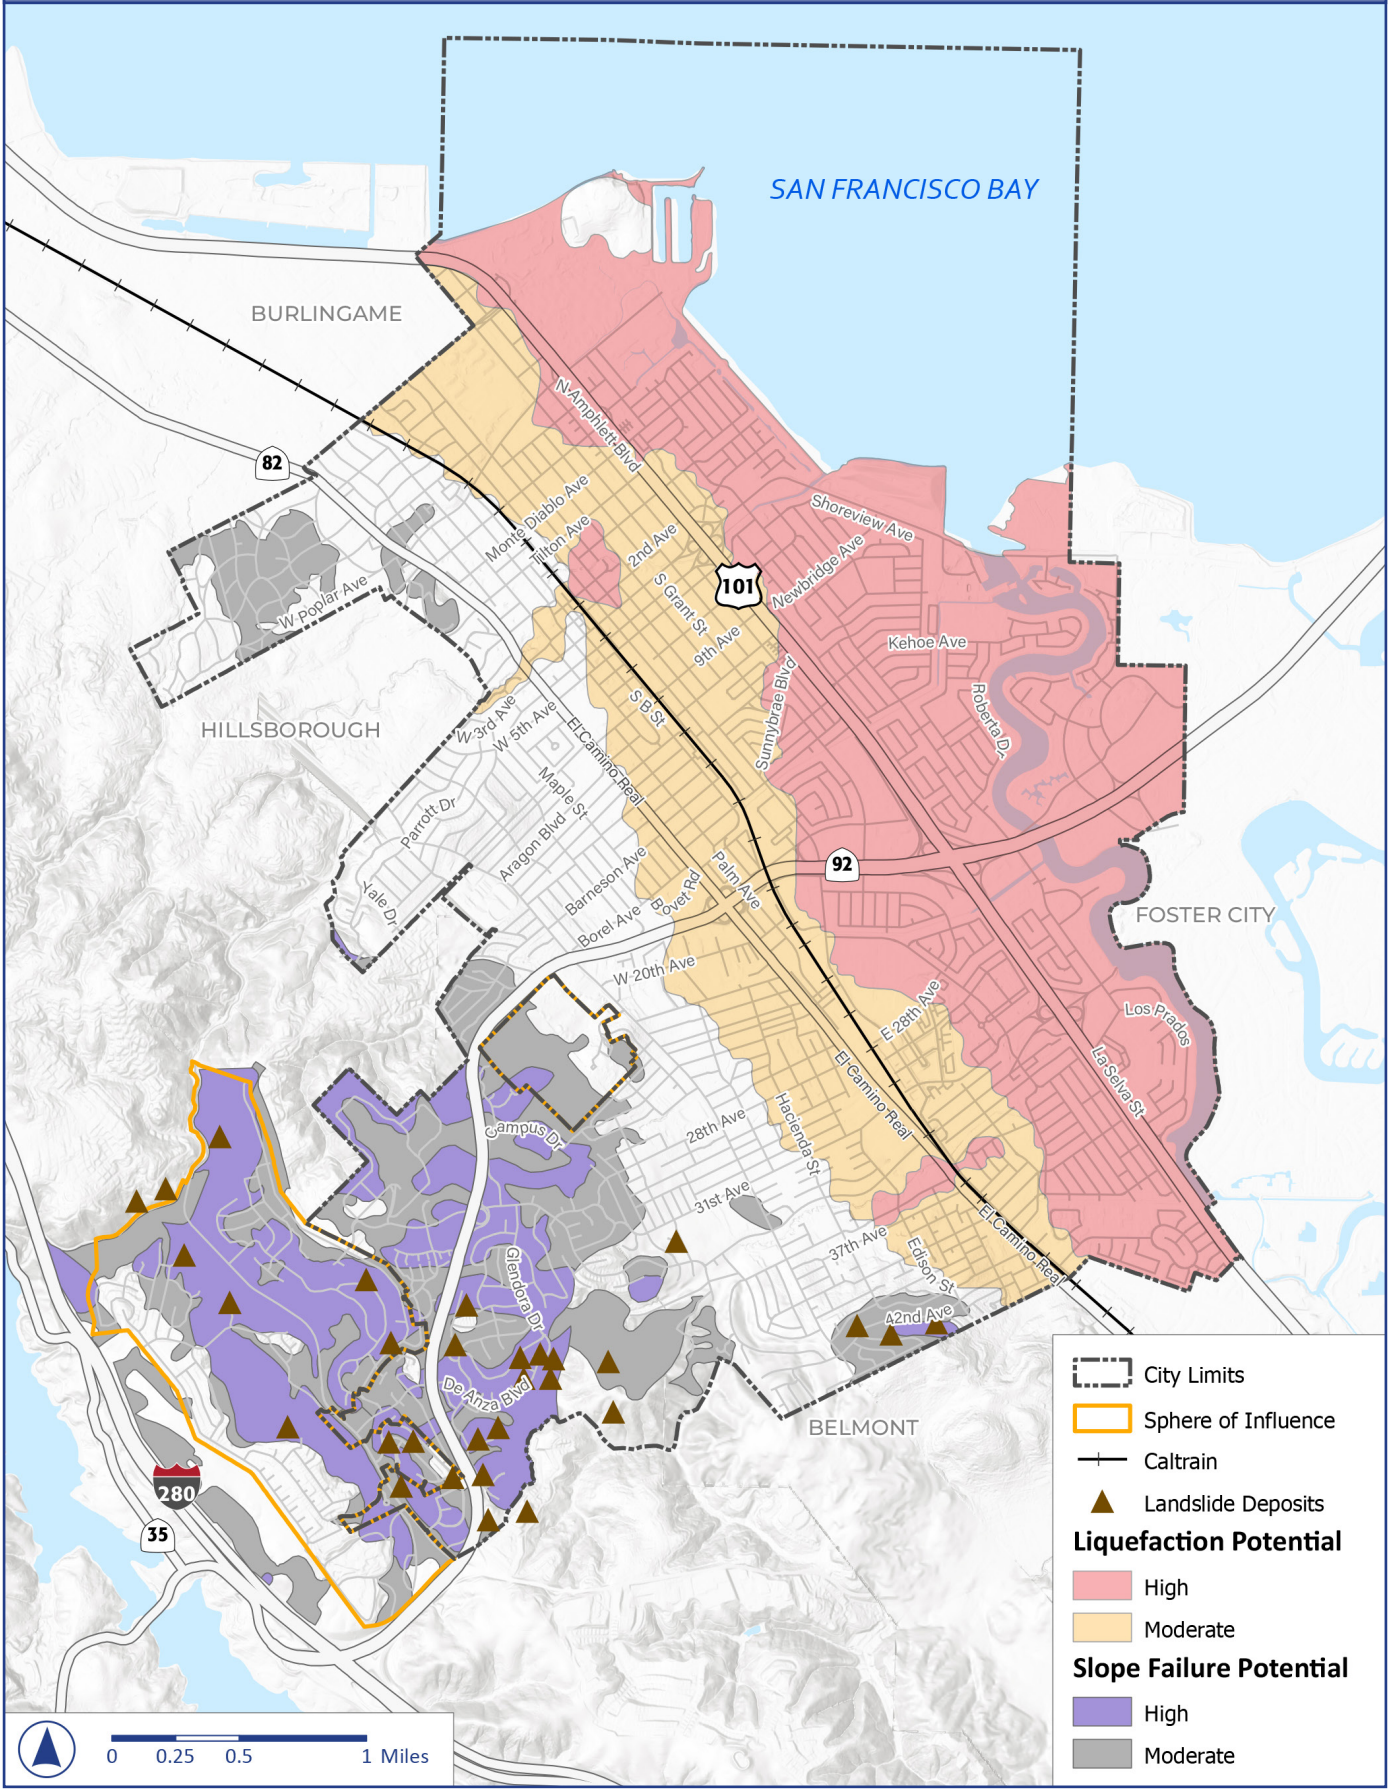 SAN FRANCISCO BAY
BURLINGAME
N Amphlett Blvd
82
Monte Diablo Ave
Shoreview Ave
Tilton Ave
2nd Ave
Newbridge Ave
101
W Poplar Ave
S Grant St
9th Ave
Kehoe Ave
Sunnybrae Blvd
Roberta Dr
HILLSBOROUGH
W 3rd Ave
W 5th Ave
S B St
El Camino Real
Maple St
Parrott Dr
Aragon Blvd
92
Palm Ave
Barneson Ave
Bovet Rd
Yale Dr
Borel Ave
FOSTER CITY
W 20th Ave
E 28th Ave
Los Prados
El Camino Real
La Selva St
Campus Dr
28th Ave
Hacienda St
31st Ave
37th Ave
El Camino Real
Edison St
Glendora Dr
42nd Ave
De Anza Blvd
BELMONT
280
35
City Limits
Sphere of Influence
Caltrain
Landslide Deposits
Liquefaction Potential
High
Moderate
Slope Failure Potential
High
Moderate
0 0.25 0.5 1 Miles